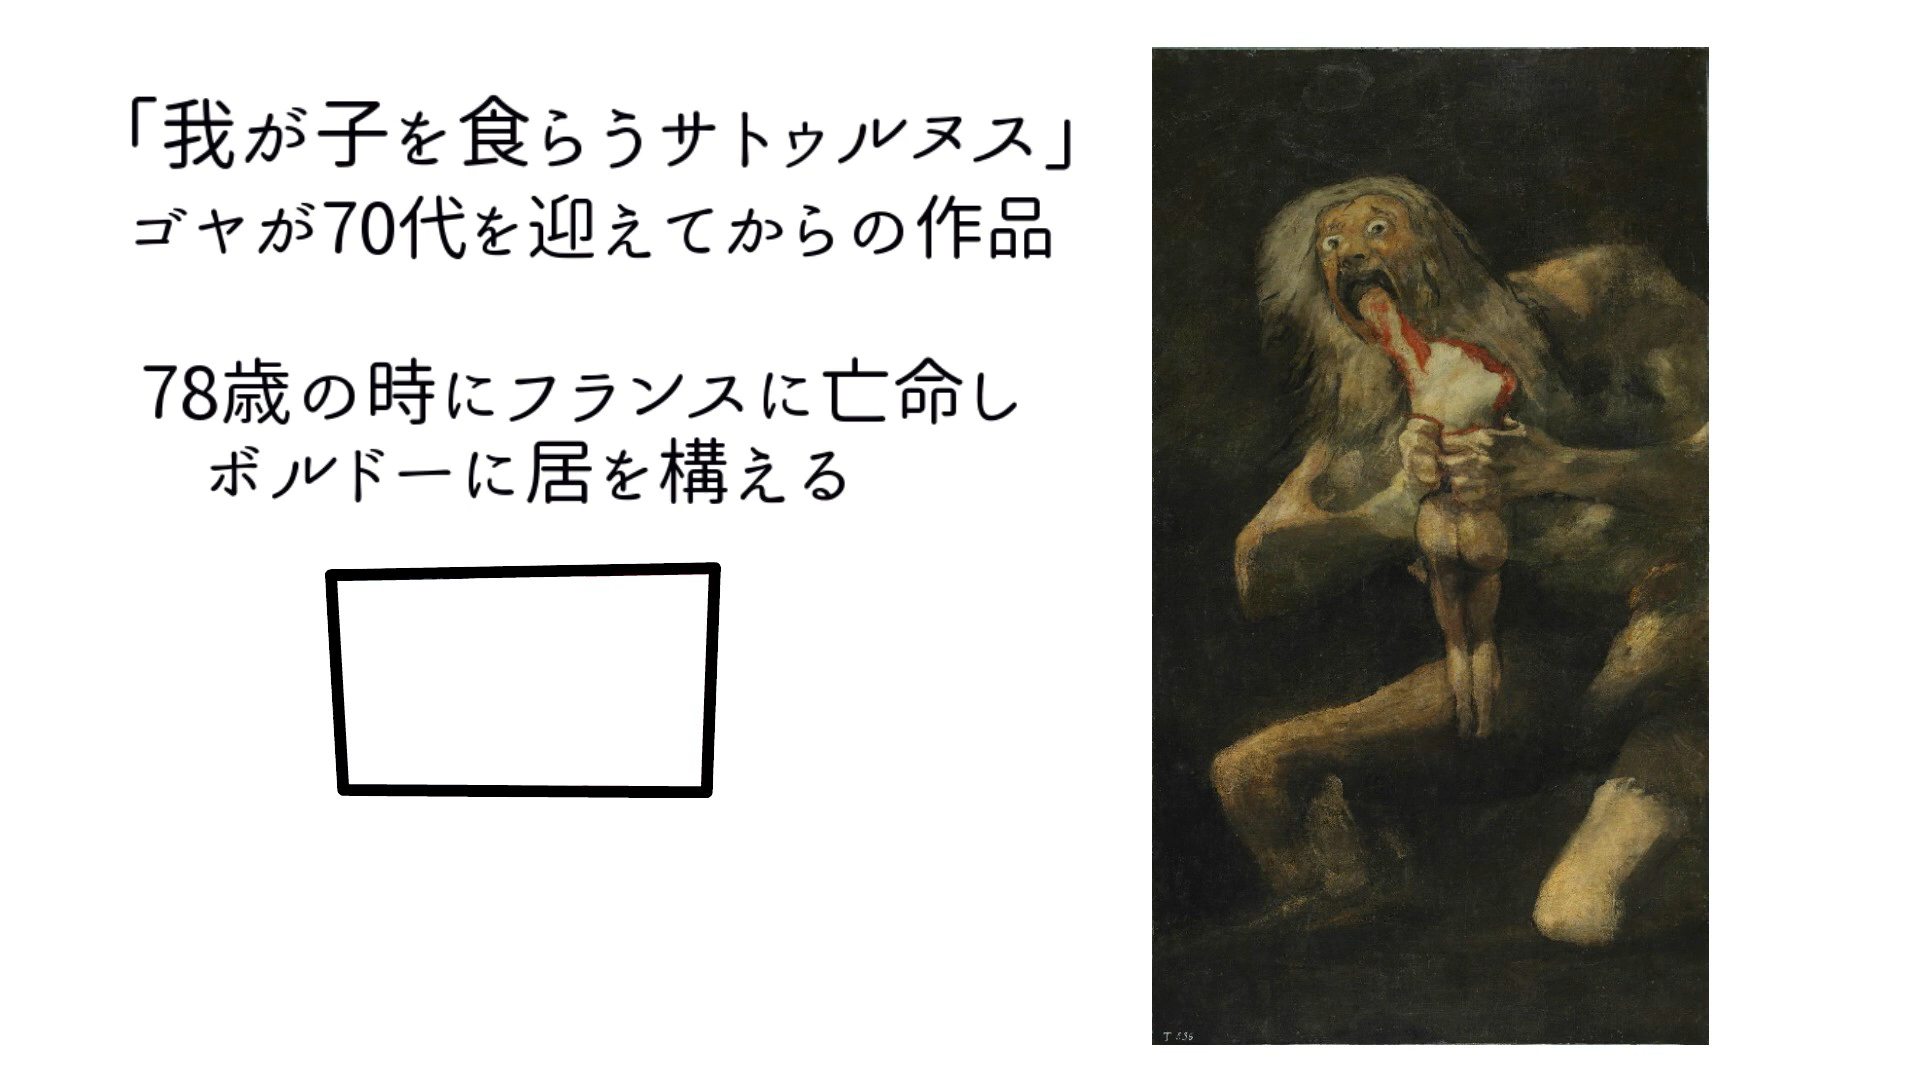 「我が子を食らうサトゥルヌス」
ゴヤが70代を迎えてからの作品
78歳の時にフランスに亡命し
ボルドーに居を構える